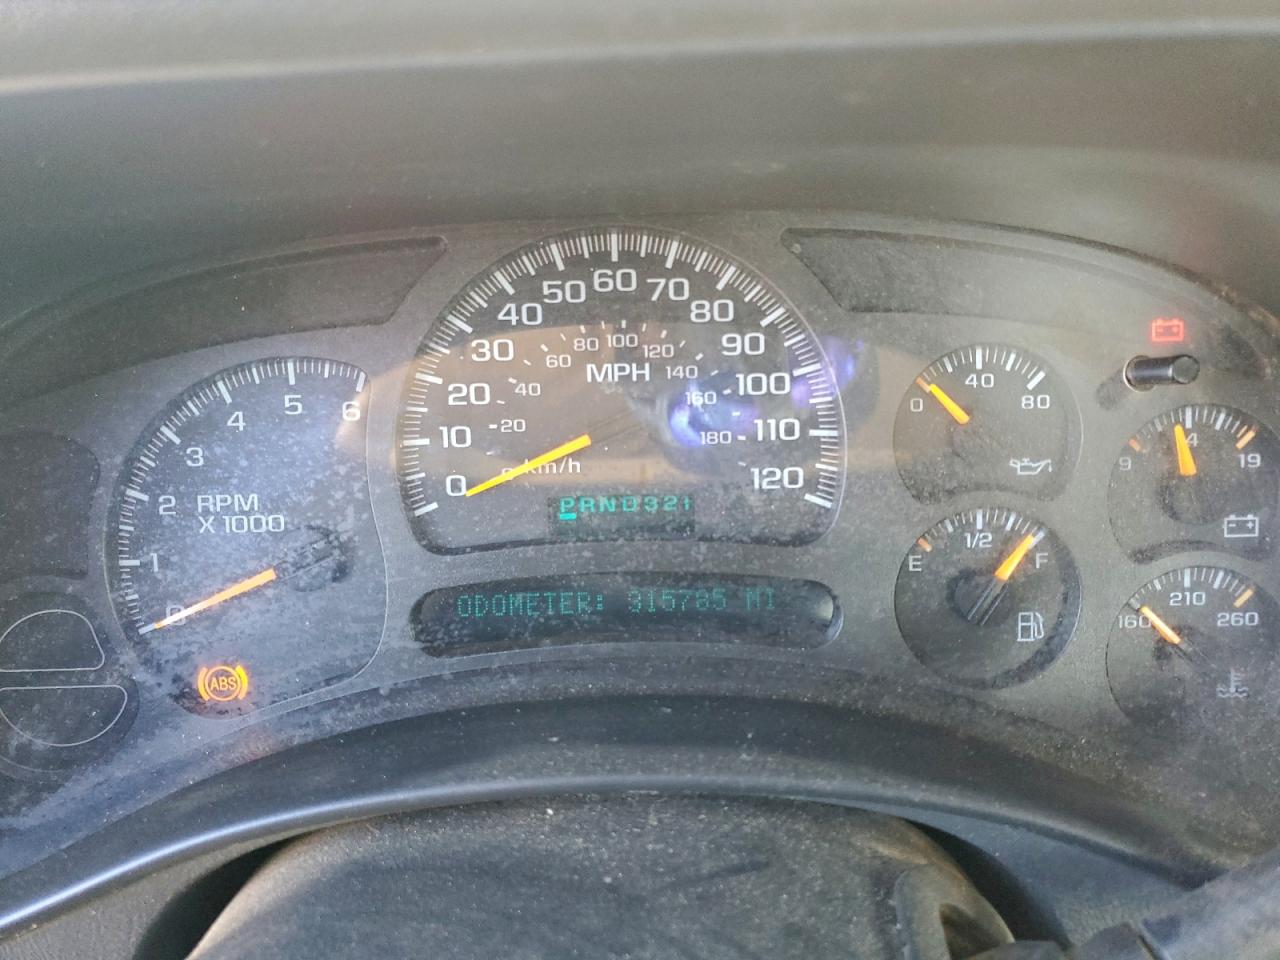 0 1 2 3 4 5 6
RPM
X 1000
ABS
0 10 20 30 40 50 60 70 80 90 100 110 120
MPH
20 40 60 80 100 120 140 160 180
km/h
PRND321
ODOMETER: 315785 MI
0 40 80
E 1/2 F
9 14 19
160 210 260